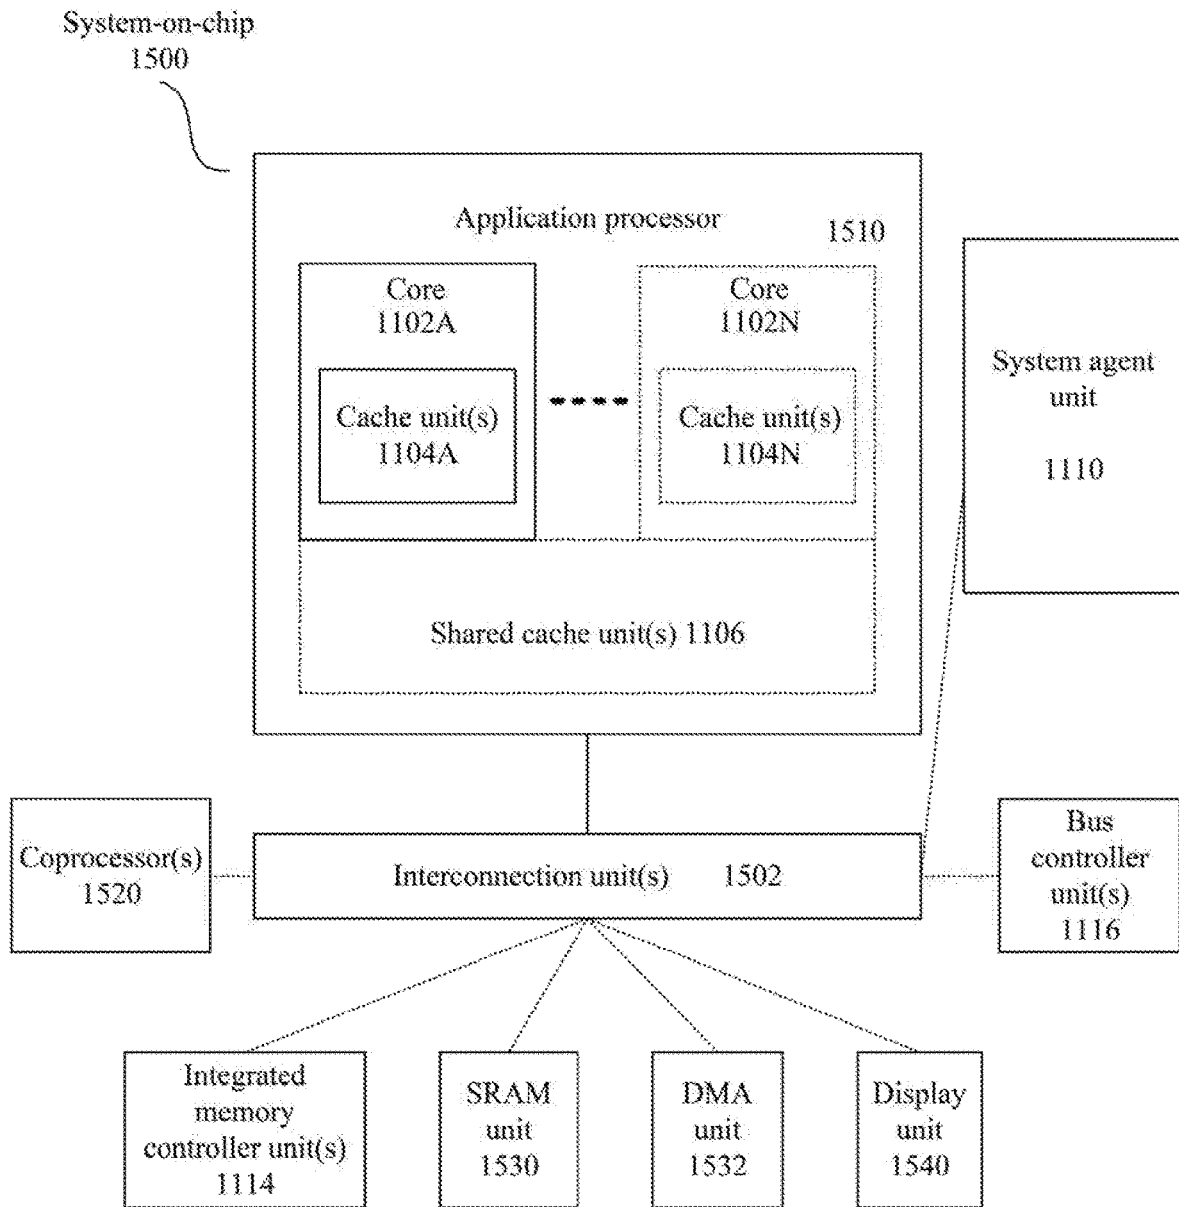 System-on-chip
1500
Application processor
1510
Core
1102A
Cache unit(s)
1104A
Core
1102N
Cache unit(s)
1104N
Shared cache unit(s) 1106
System agent
unit
1110
Coprocessor(s)
1520
Interconnection unit(s) 1502
Bus
controller
unit(s)
1116
Integrated
memory
controller unit(s)
1114
SRAM
unit
1530
DMA
unit
1532
Display
unit
1540